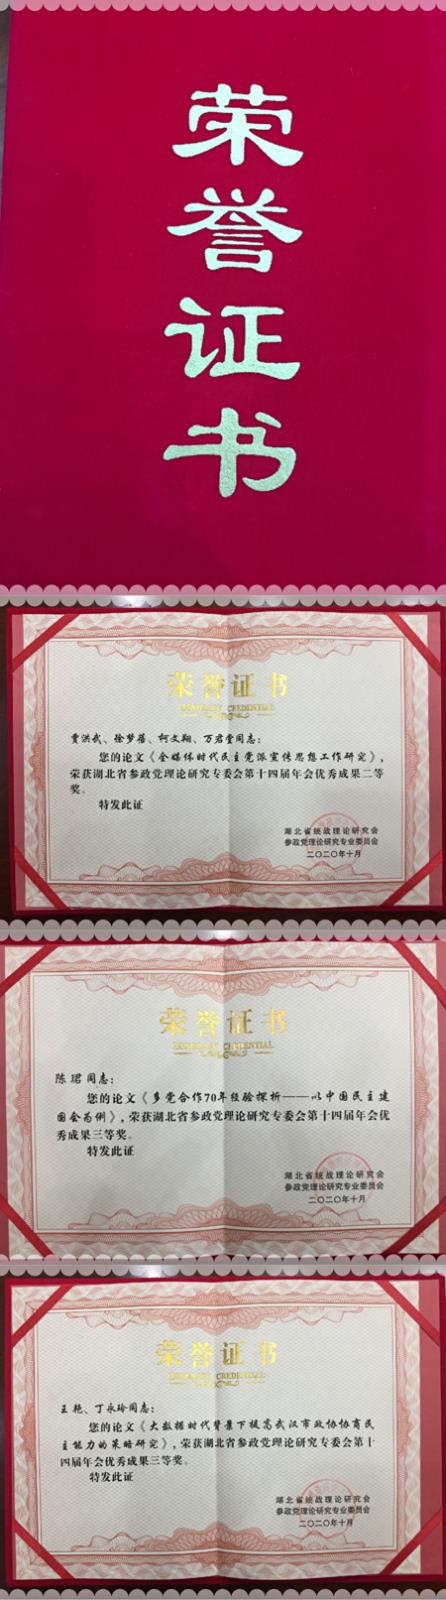 荣
誉
证
书
荣誉证书
HONORARY CREDENTIAL
贾洪武、徐梦蓓、柯文翔、万君堂同志：
您的论文《全媒体时代民主党派宣传思想工作研究》，
荣获湖北省参政党理论研究专委会第十四届年会优秀成果二等
奖。
特发此证
湖北省统战理论研究会
参政党理论研究专业委员会
二〇二〇年十月
荣誉证书
HONORARY CREDENTIAL
陈珺同志：
您的论文《多党合作70年经验探析——以中国民主建
国会为例》，荣获湖北省参政党理论研究专委会第十四届年会优
秀成果三等奖。
特发此证
湖北省统战理论研究会
参政党理论研究专业委员会
二〇二〇年十月
荣誉证书
HONORARY CREDENTIAL
王艳、丁永玲同志：
您的论文《大数据时代背景下提高武汉市政协协商民
主能力的策略研究》，荣获湖北省参政党理论研究专委会第十
四届年会优秀成果三等奖。
特发此证
湖北省统战理论研究会
参政党理论研究专业委员会
二〇二〇年十月